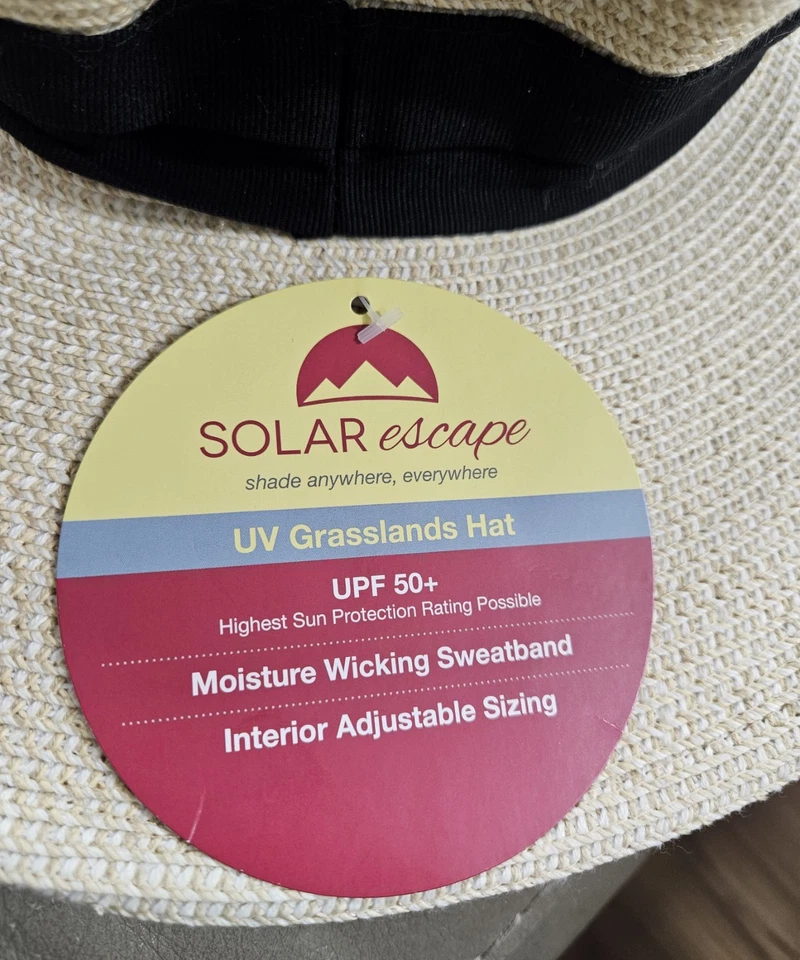 SOLAR escape
shade anywhere, everywhere
UV Grasslands Hat
UPF 50+
Highest Sun Protection Rating Possible
Moisture Wicking Sweatband
Interior Adjustable Sizing